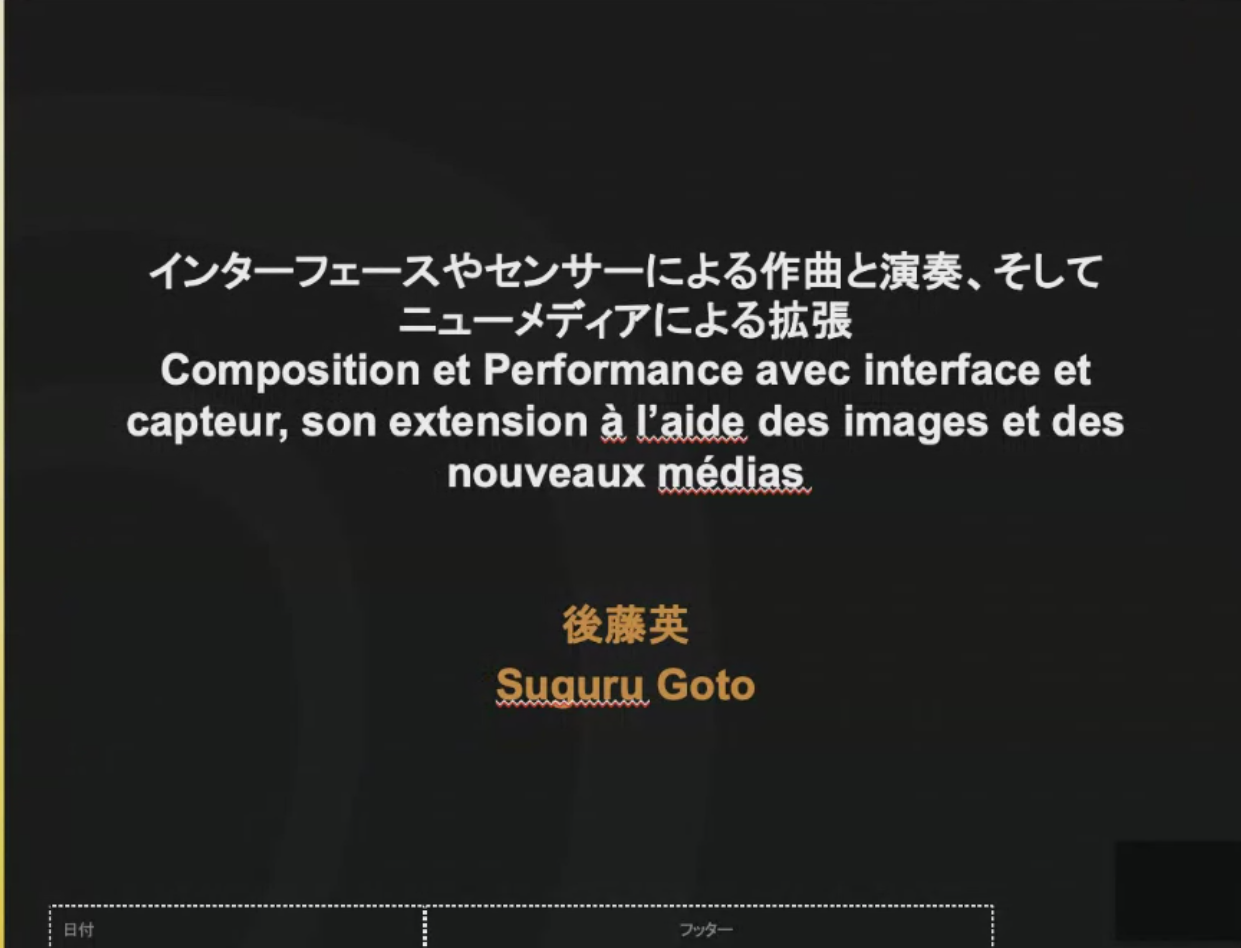 インターフェースやセンサーによる作曲と演奏、そして
ニューメディアによる拡張
Composition et Performance avec interface et
capteur, son extension à l’aide des images et des
nouveaux médias
後藤英
Suguru Goto
日付
フッター